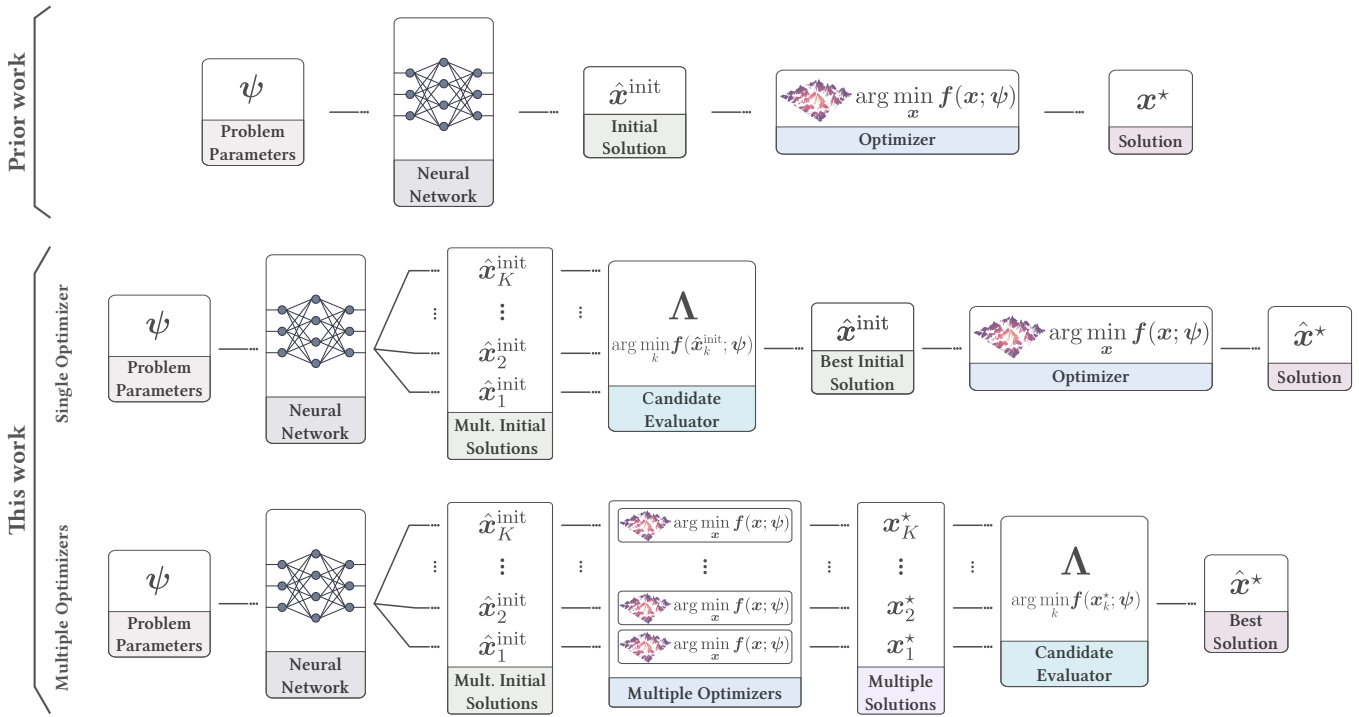 Prior work
ψ
Problem
Parameters
Neural
Network
x̂^init
Initial
Solution
arg min_x f(x; ψ)
Optimizer
x^⋆
Solution
This work
Single Optimizer
ψ
Problem
Parameters
Neural
Network
x̂_K^init
⋮
x̂_2^init
x̂_1^init
Mult. Initial
Solutions
Λ
arg min_k f(x̂_k^init; ψ)
Candidate
Evaluator
x̂^init
Best Initial
Solution
arg min_x f(x; ψ)
Optimizer
x̂^⋆
Solution
Multiple Optimizers
ψ
Problem
Parameters
Neural
Network
x̂_K^init
⋮
x̂_2^init
x̂_1^init
Mult. Initial
Solutions
arg min_x f(x; ψ)
⋮
arg min_x f(x; ψ)
arg min_x f(x; ψ)
Multiple Optimizers
x_K^⋆
⋮
x_2^⋆
x_1^⋆
Multiple
Solutions
Λ
arg min_k f(x_k^⋆; ψ)
Candidate
Evaluator
x̂^⋆
Best
Solution